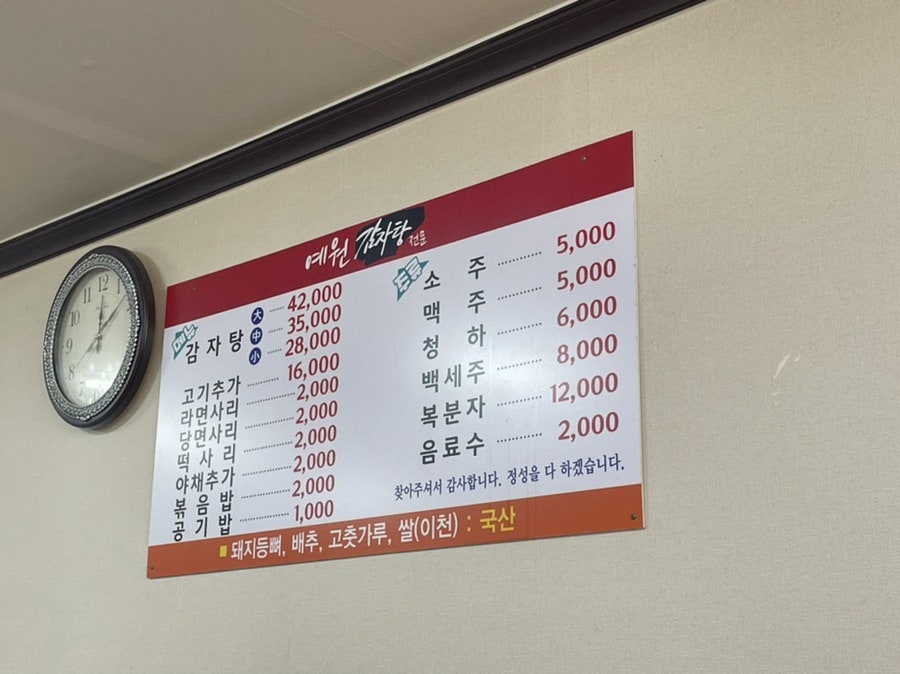 예원 감자탕 전문
메뉴
감자탕 大 42,000
中 35,000
小 28,000
고기추가 16,000
라면사리 2,000
당면사리 2,000
떡사리 2,000
야채추가 2,000
볶음밥 2,000
공기밥 1,000
주류
소주 5,000
맥주 5,000
청하 6,000
백세주 8,000
복분자 12,000
음료수 2,000
찾아주셔서 감사합니다. 정성을 다 하겠습니다.
돼지등뼈, 배추, 고춧가루, 쌀(이천) : 국산
11 12
10
9
8